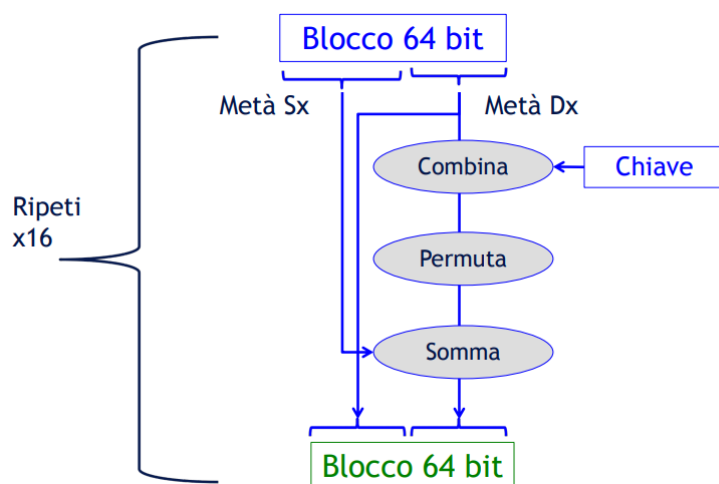 Blocco 64 bit
Metà Sx
Metà Dx
Combina
Chiave
Ripeti
x16
Permuta
Somma
Blocco 64 bit